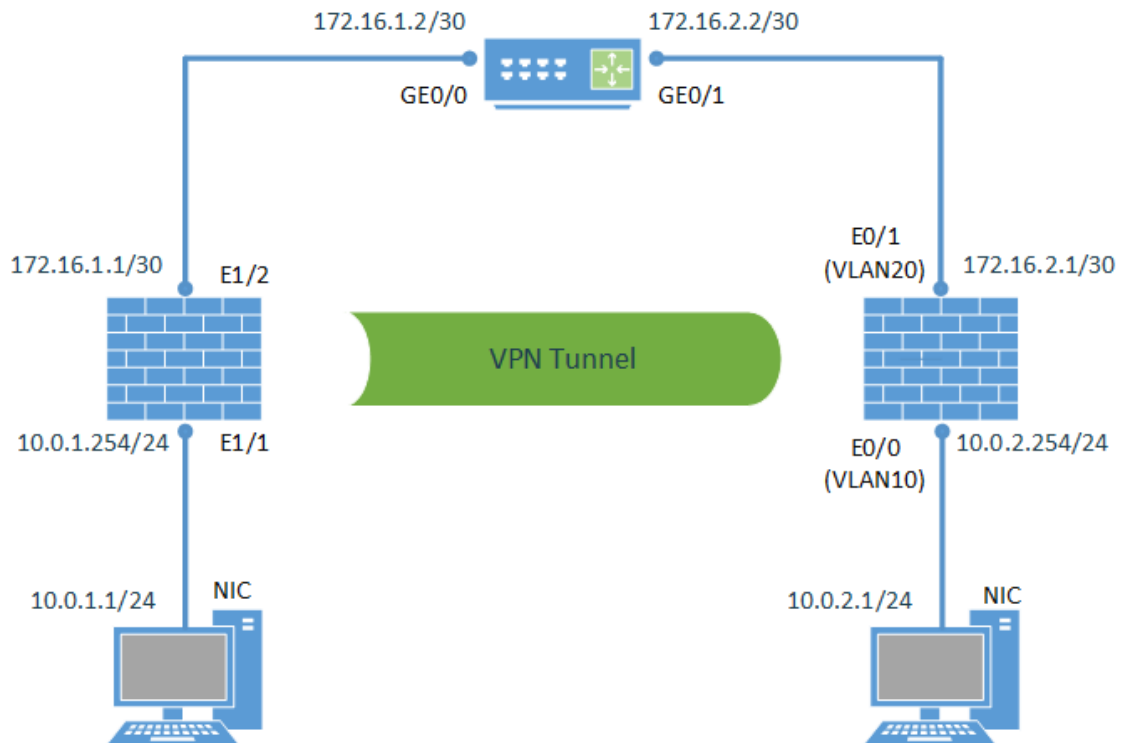 172.16.1.2/30
172.16.2.2/30
GE0/0
GE0/1
172.16.1.1/30
E1/2
E0/1
(VLAN20)
172.16.2.1/30
VPN Tunnel
10.0.1.254/24
E1/1
E0/0
(VLAN10)
10.0.2.254/24
10.0.1.1/24
NIC
10.0.2.1/24
NIC